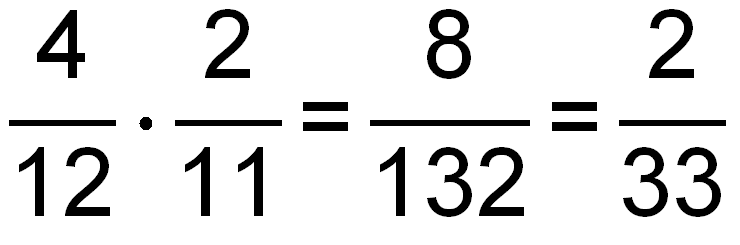 4/12 · 2/11 = 8/132 = 2/33